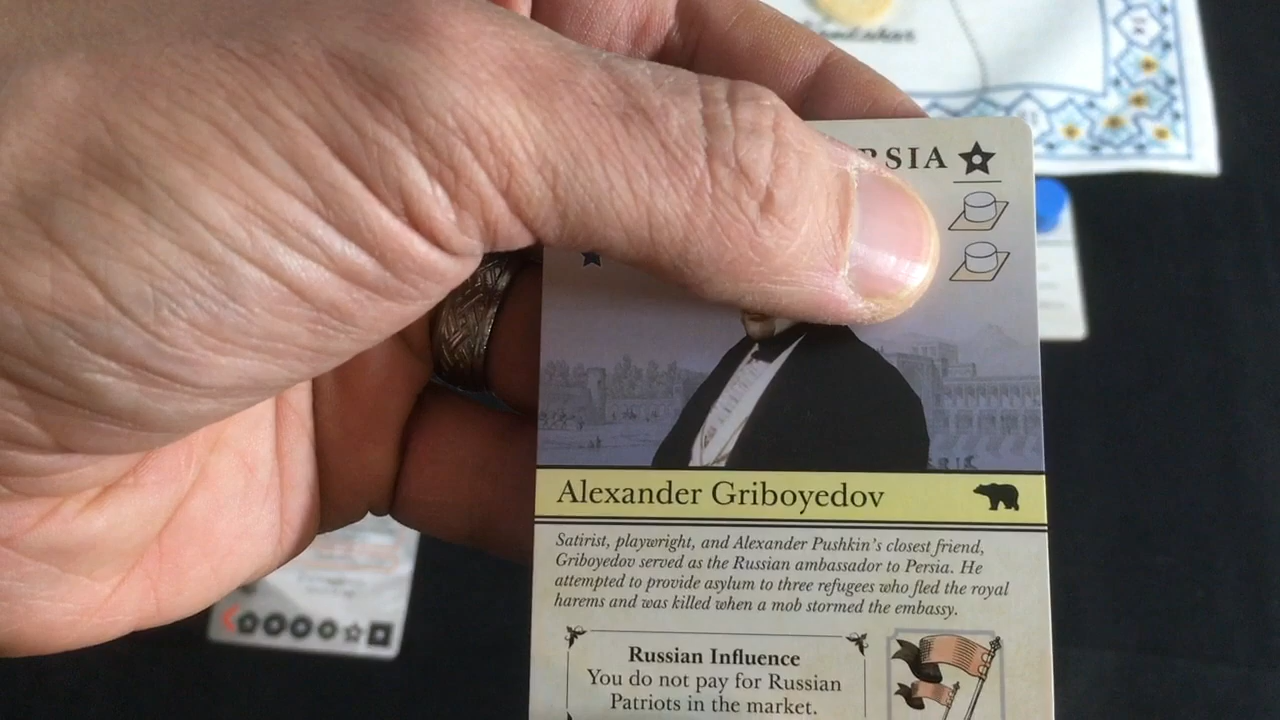 RSIA
Alexander Griboyedov
Satirist, playwright, and Alexander Pushkin's closest friend,
Griboyedov served as the Russian ambassador to Persia. He
attempted to provide asylum to three refugees who fled the royal
harems and was killed when a mob stormed the embassy.
Russian Influence
You do not pay for Russian
Patriots in the market.